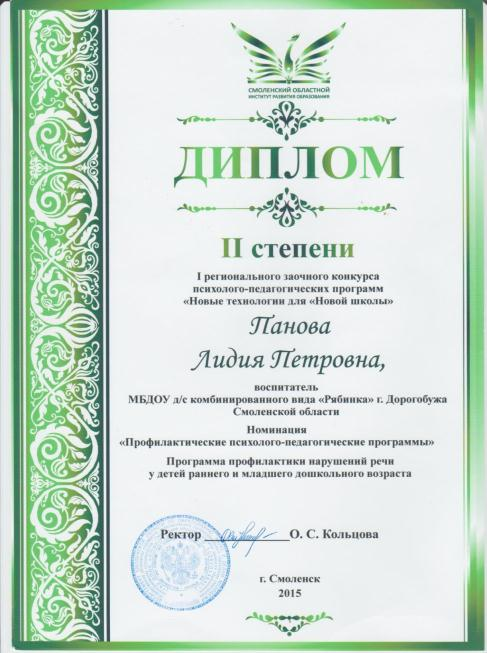 СМОЛЕНСКИЙ ОБЛАСТНОЙ
ИНСТИТУТ РАЗВИТИЯ ОБРАЗОВАНИЯ
ДИПЛОМ
II степени
I регионального заочного конкурса
психолого-педагогических программ
«Новые технологии для «Новой школы»
Панова
Лидия Петровна,
воспитатель
МБДОУ д/с комбинированного вида «Рябинка» г. Дорогобужа
Смоленской области
Номинация
«Профилактические психолого-педагогические программы»
Программа профилактики нарушений речи
у детей раннего и младшего дошкольного возраста
Ректор О. С. Кольцова
г. Смоленск
2015